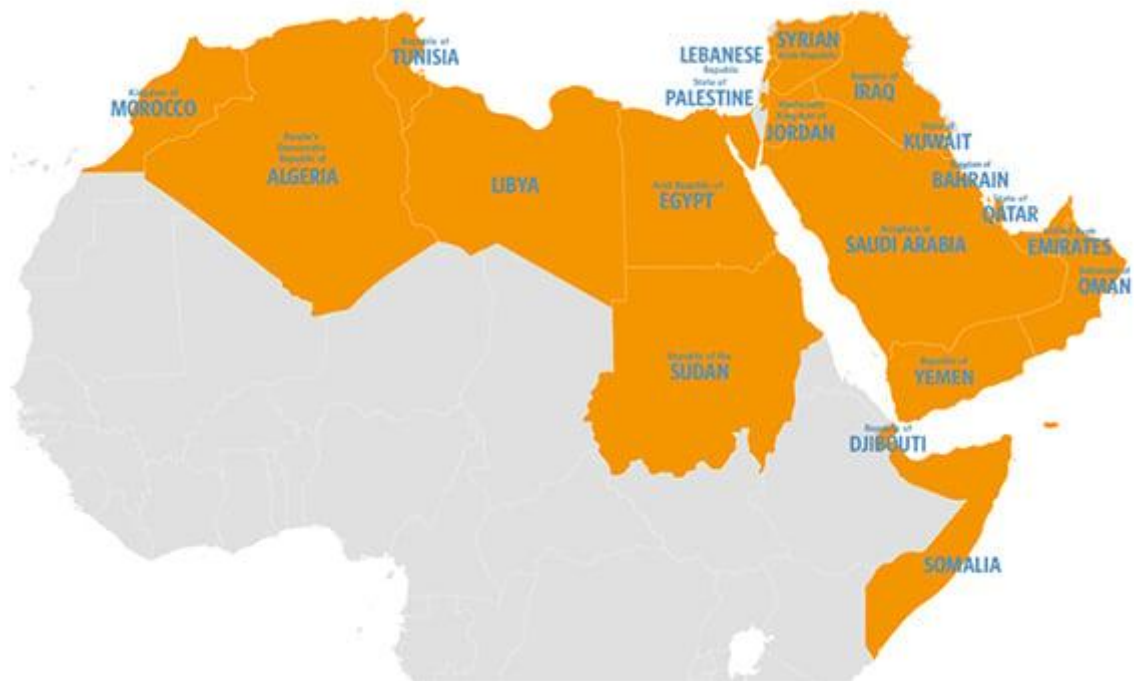 Republic of
TUNISIA
Kingdom of
MOROCCO
People's
Democratic
Republic of
ALGERIA
LIBYA
LEBANESE
Republic
SYRIAN
Arab Republic
State of
PALESTINE
Hashemite
Kingdom of
JORDAN
Republic of
IRAQ
State of
KUWAIT
Kingdom of
BAHRAIN
State of
QATAR
Arab Republic of
EGYPT
Kingdom of
SAUDI ARABIA
United Arab
EMIRATES
Sultanate of
OMAN
Republic of the
SUDAN
Republic of
YEMEN
Republic of
DJIBOUTI
SOMALIA